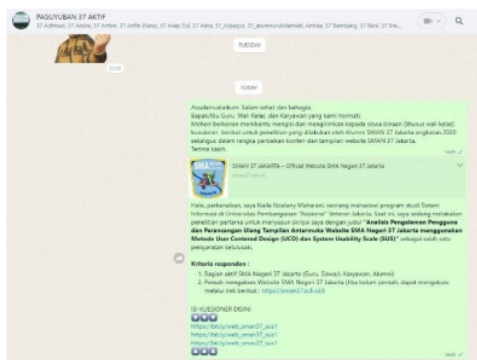 PAGUYUBAN 37 AKTIF
TUESDAY
TODAY
Assalamualaikum. Salam sehat dan bahagia.
Bapak/Ibu Guru, Wali Kelas, dan Karyawan yang kami hormati.
Mohon berkenan membantu mengisi dan mengirimkan kepada siswa binaan (khusus wali kelas)
kuesioner berikut untuk penelitian yang dilakukan oleh Alumni SMAN 37 Jakarta angkatan 2020
sekaligus dalam rangka perbaikan konten dan tampilan website SMAN 37 Jakarta.
Terima kasih.
SMAN 37 JAKARTA – Official Website SMA Negeri 37 Jakarta
Halo, perkenalkan, saya Naila Noafany Maharani, seorang mahasiswi program studi Sistem
Informasi di Universitas Pembangunan "Nasional" Veteran Jakarta. Saat ini, saya sedang melakukan
penelitian pertama untuk menyusun skripsi saya dengan judul "Analisis Pengalaman Pengguna
dan Perancangan Ulang Tampilan Antarmuka Website SMA Negeri 37 Jakarta menggunakan
Metode User Centered Design (UCD) dan System Usability Scale (SUS)" sebagai salah satu
persyaratan kelulusan.
Kriteria responden :
1. Bagian aktif SMA Negeri 37 Jakarta (Guru, Siswa/i, Karyawan, Alumni)
2. Pernah mengakses Website SMA Negeri 37 Jakarta (Jika belum pernah, dapat mengakses
melalui link berikut : https://sman37.sch.id/)
ISI KUESIONER DISINI
https://bit.ly/web_sman37_sus1
https://bit.ly/web_sman37_sus1
https://bit.ly/web_sman37_sus1